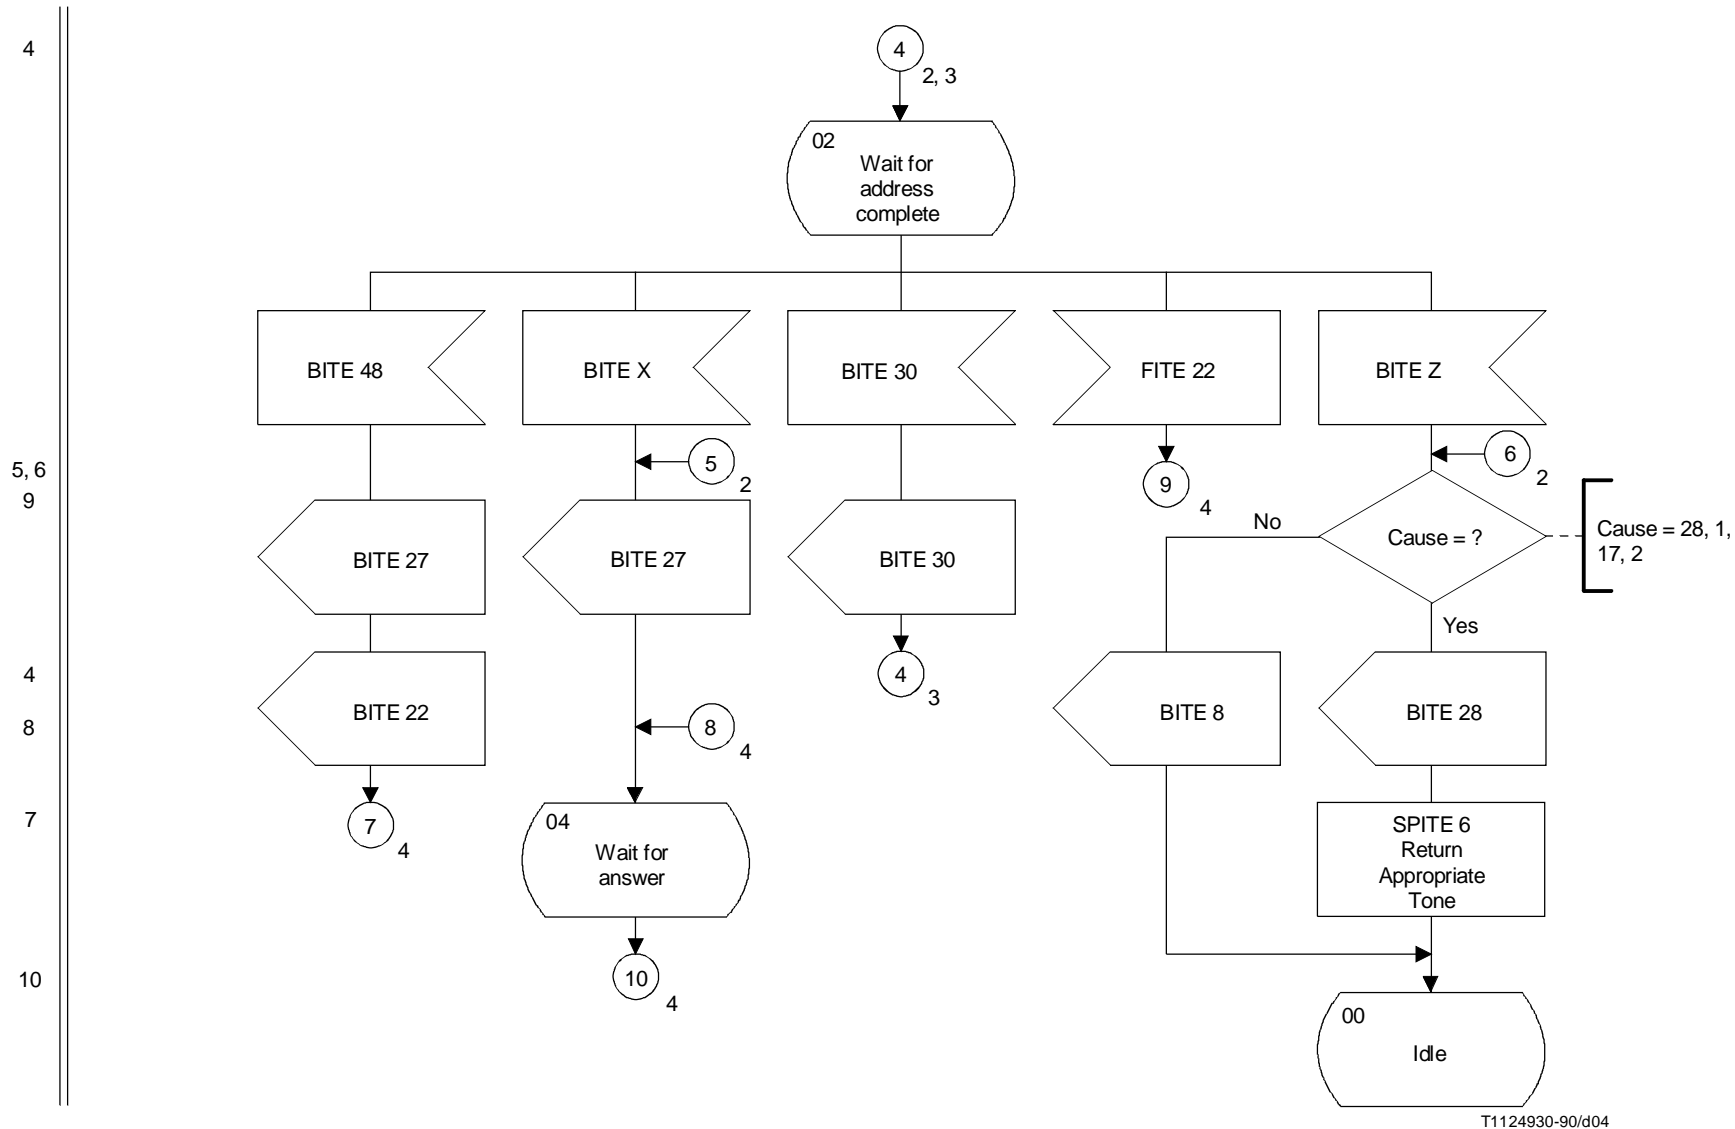 4
4
2, 3
02
Wait for
address
complete
BITE 48
BITE X
BITE 30
FITE 22
BITE Z
5, 6
9
5
2
9
4
6
2
No
Cause = ?
Cause = 28, 1,
17, 2
BITE 27
BITE 27
BITE 30
Yes
4
4
3
8
BITE 22
8
4
BITE 8
BITE 28
7
7
4
04
Wait for
answer
SPITE 6
Return
Appropriate
Tone
10
10
4
00
Idle
T1124930-90/d04